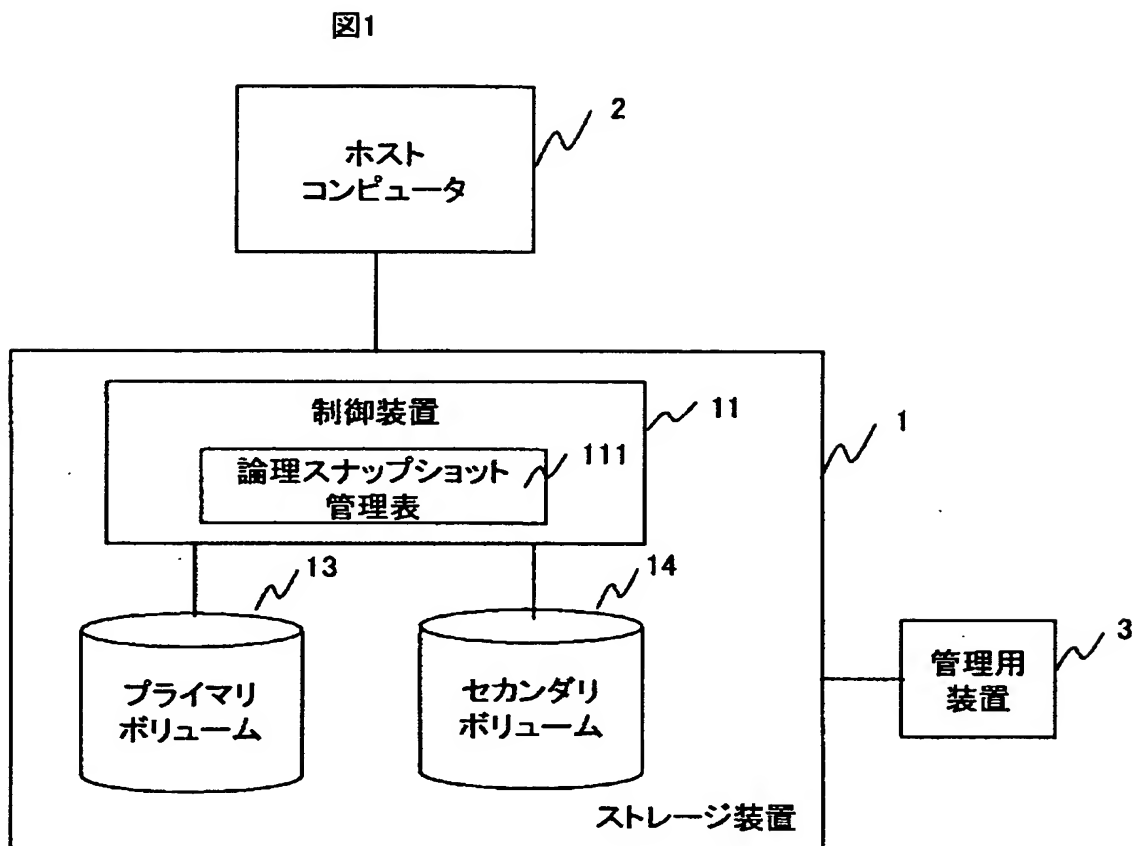 図1
2
ホスト
コンピュータ
制御装置
11
1
論理スナップショット
管理表
111
13
14
プライマリ
ボリューム
セカンダリ
ボリューム
管理用
装置
3
ストレージ装置